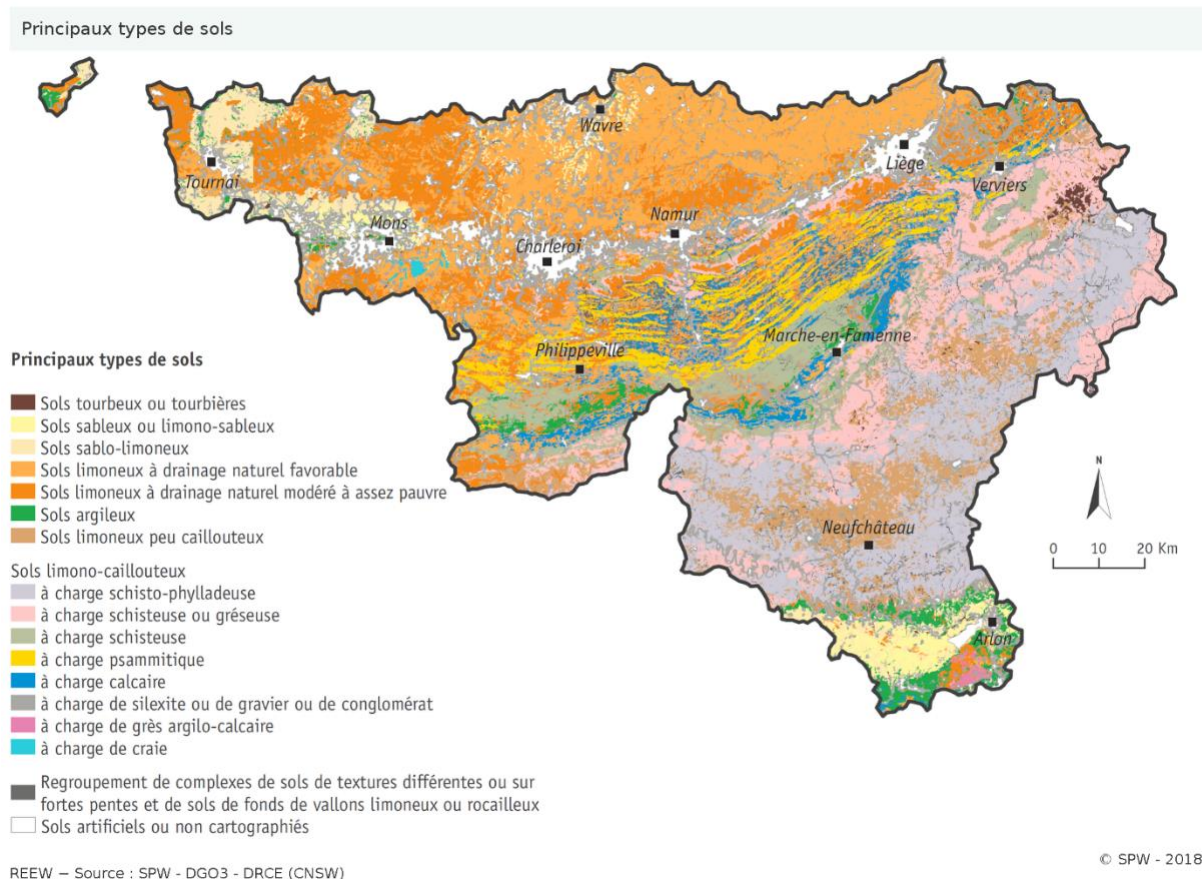 Principaux types de sols
Wavre
Liège
Tournai
Verviers
Mons
Namur
Charleroi
Marche-en-Famenne
Philippeville
Neufchâteau
Arlon
N
0 10 20 Km
Principaux types de sols
Sols tourbeux ou tourbières
Sols sableux ou limono-sableux
Sols sablo-limoneux
Sols limoneux à drainage naturel favorable
Sols limoneux à drainage naturel modéré à assez pauvre
Sols argileux
Sols limoneux peu caillouteux
Sols limono-caillouteux
à charge schisto-phylladeuse
à charge schisteuse ou gréseuse
à charge schisteuse
à charge psammitique
à charge calcaire
à charge de silexite ou de gravier ou de conglomérat
à charge de grès argilo-calcaire
à charge de craie
Regroupement de complexes de sols de textures différentes ou sur
fortes pentes et de sols de fonds de vallons limoneux ou rocailleux
Sols artificiels ou non cartographiés
© SPW - 2018
REEW – Source : SPW - DGO3 - DRCE (CNSW)